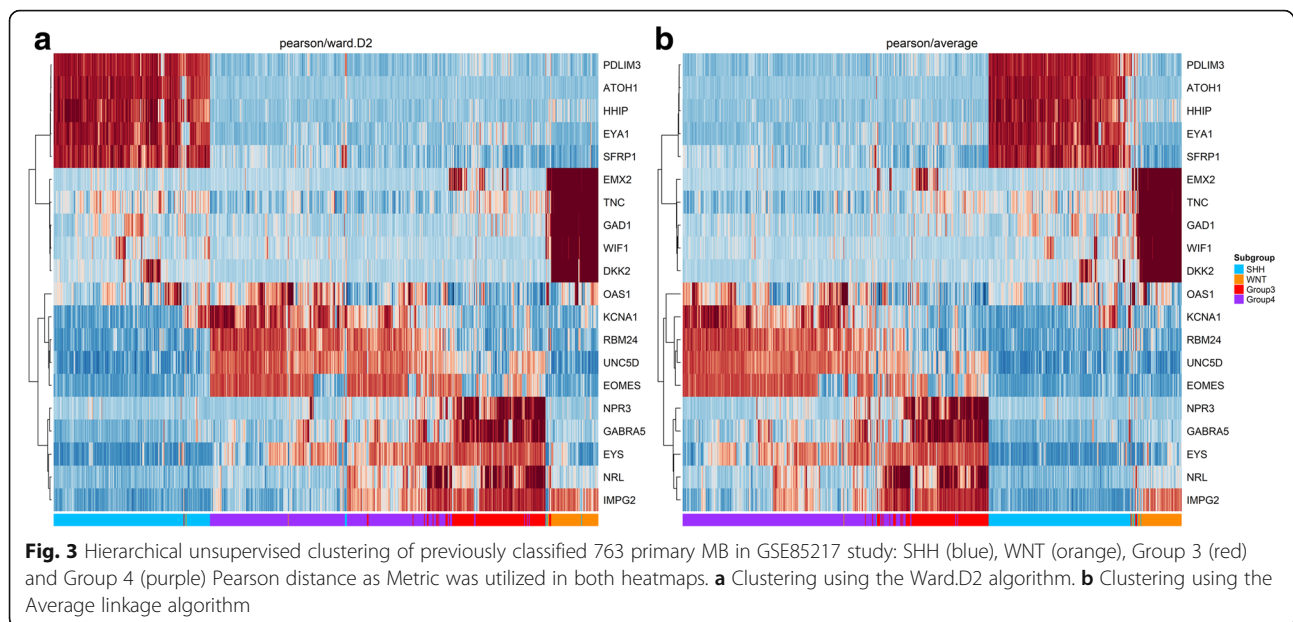 a
pearson/ward.D2
PDLIM3
ATOH1
HHIP
EYA1
SFRP1
EMX2
TNC
GAD1
WIF1
DKK2
OAS1
KCNA1
RBM24
UNC5D
EOMES
NPR3
GABRA5
EYS
NRL
IMPG2
b
pearson/average
PDLIM3
ATOH1
HHIP
EYA1
SFRP1
EMX2
TNC
GAD1
WIF1
DKK2
OAS1
KCNA1
RBM24
UNC5D
EOMES
NPR3
GABRA5
EYS
NRL
IMPG2
Subgroup
SHH
WNT
Group3
Group4
Fig. 3 Hierarchical unsupervised clustering of previously classified 763 primary MB in GSE85217 study: SHH (blue), WNT (orange), Group 3 (red)
and Group 4 (purple) Pearson distance as Metric was utilized in both heatmaps. a Clustering using the Ward.D2 algorithm. b Clustering using the
Average linkage algorithm